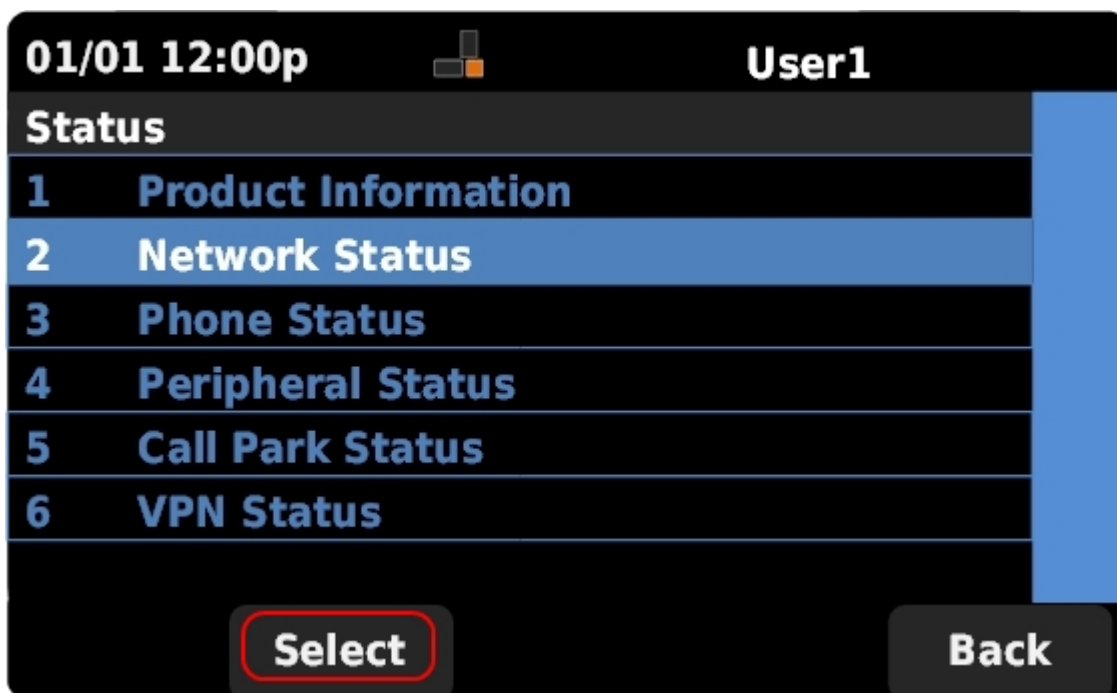 01/01 12:00p User1
Status
1 Product Information
2 Network Status
3 Phone Status
4 Peripheral Status
5 Call Park Status
6 VPN Status
Select Back